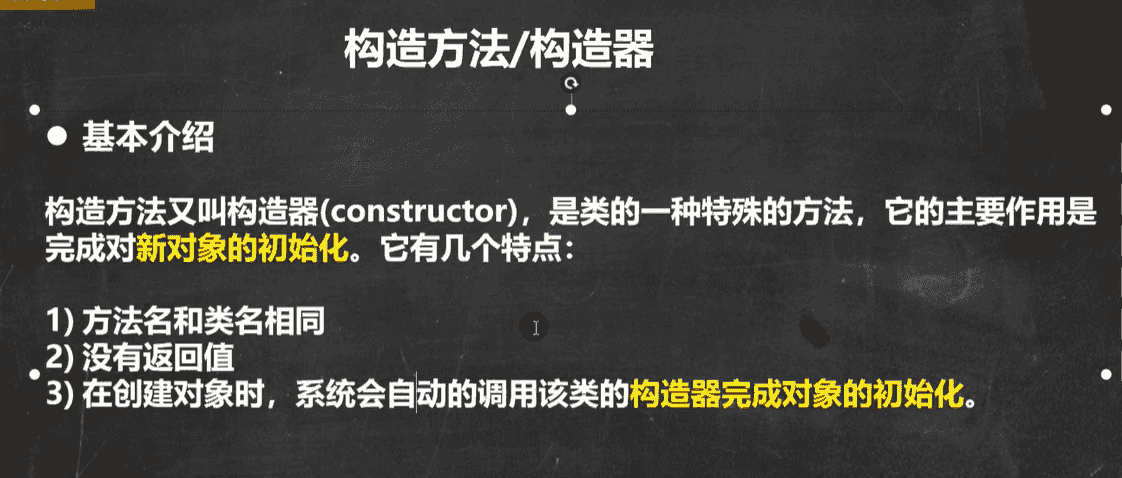 构造方法/构造器
● 基本介绍
构造方法又叫构造器(constructor)，是类的一种特殊的方法，它的主要作用是
完成对新对象的初始化。它有几个特点：
1) 方法名和类名相同
2) 没有返回值
3) 在创建对象时，系统会自动的调用该类的构造器完成对象的初始化。